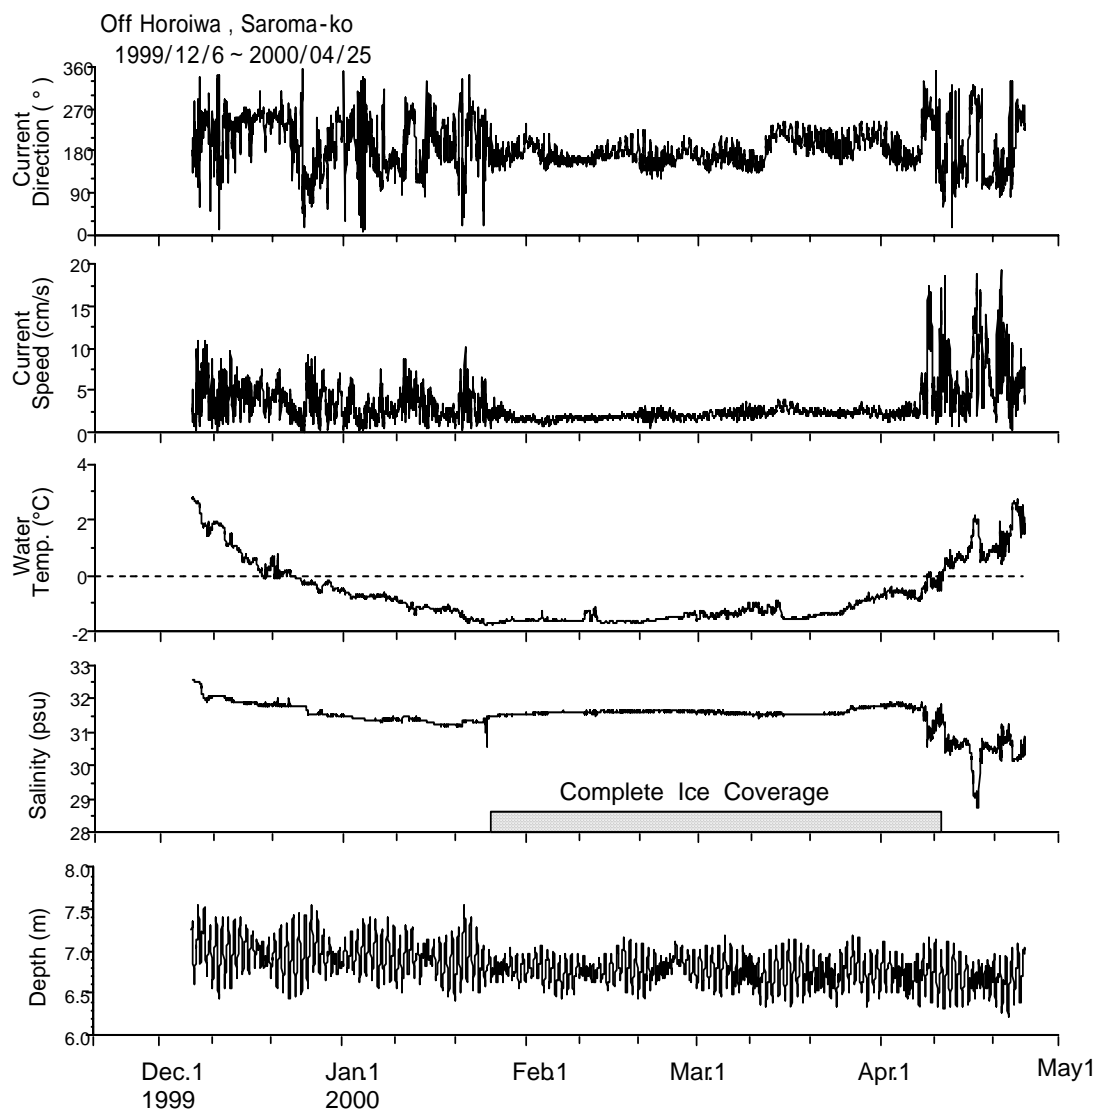 Off Horoiwa , Saroma-ko
1999/12/6 ~ 2000/04/25
Current
Direction ( ° )
360
270
180
90
0
Current
Speed (cm/s)
20
15
10
5
0
Water
Temp. (°C)
4
2
0
-2
Salinity (psu)
33
32
31
30
29
28
Complete Ice Coverage
Depth (m)
8.0
7.5
7.0
6.5
6.0
Dec.1 Jan.1 Feb.1 Mar.1 Apr.1 May1
1999 2000